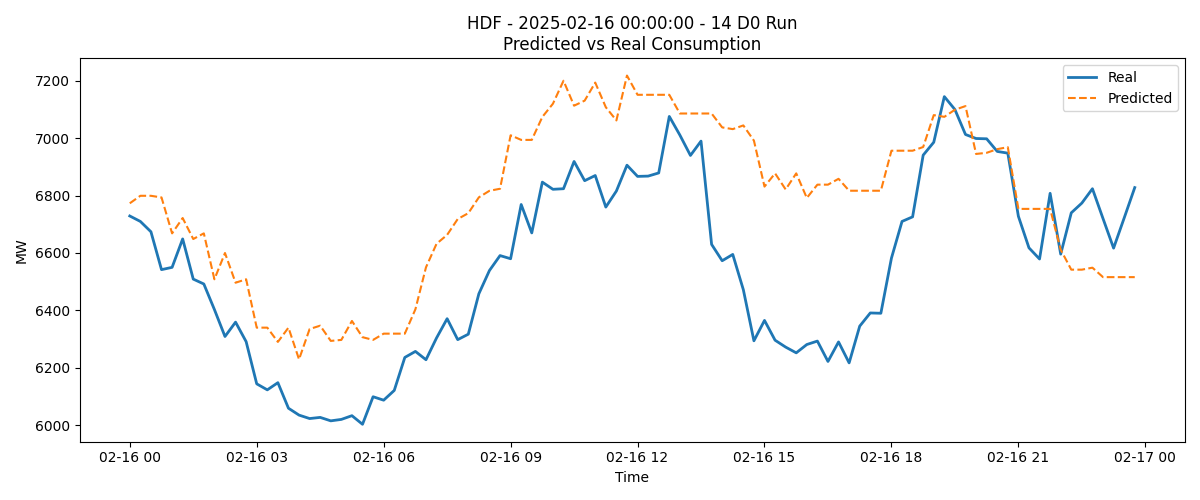 HDF - 2025-02-16 00:00:00 - 14 D0 Run
Predicted vs Real Consumption
Real
Predicted
7200
7000
6800
6600
6400
6200
6000
MW
02-16 00
02-16 03
02-16 06
02-16 09
02-16 12
02-16 15
02-16 18
02-16 21
02-17 00
Time